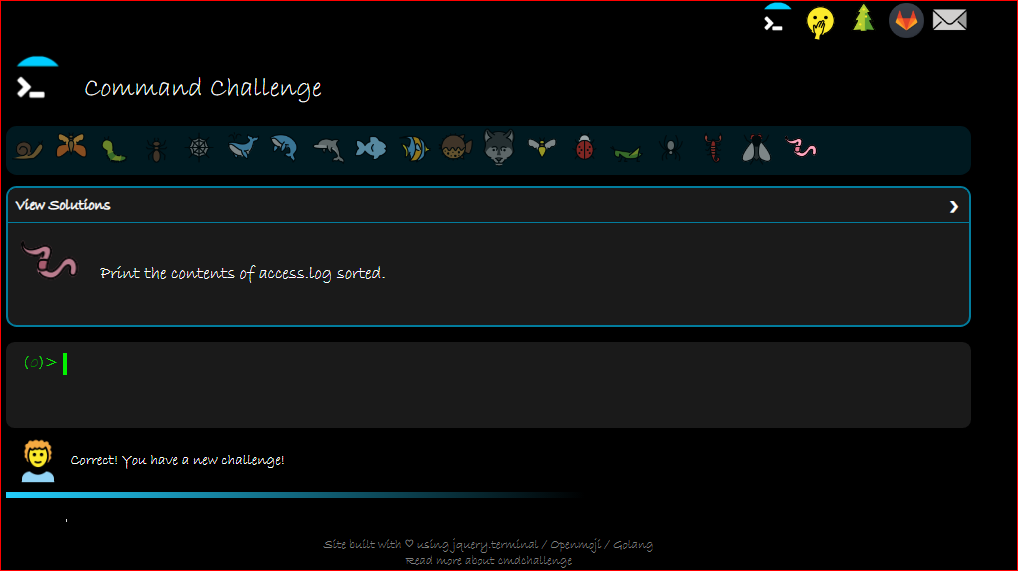 Command Challenge
View Solutions
Print the contents of access.log sorted.
(0)>
Correct! You have a new challenge!
Site built with ♡ using jquery.terminal / Openmoji / Golang
Read more about cmdchallenge